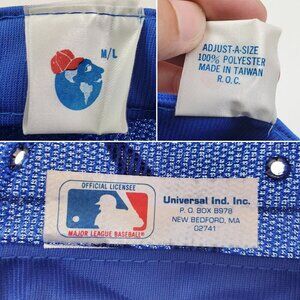 M/L
ADJUST-A-SIZE
100% POLYESTER
MADE IN TAIWAN
R.O.C.
OFFICIAL LICENSEE
MAJOR LEAGUE BASEBALL
Universal Ind. Inc.
P.O. BOX B978
NEW BEDFORD, MA
02741